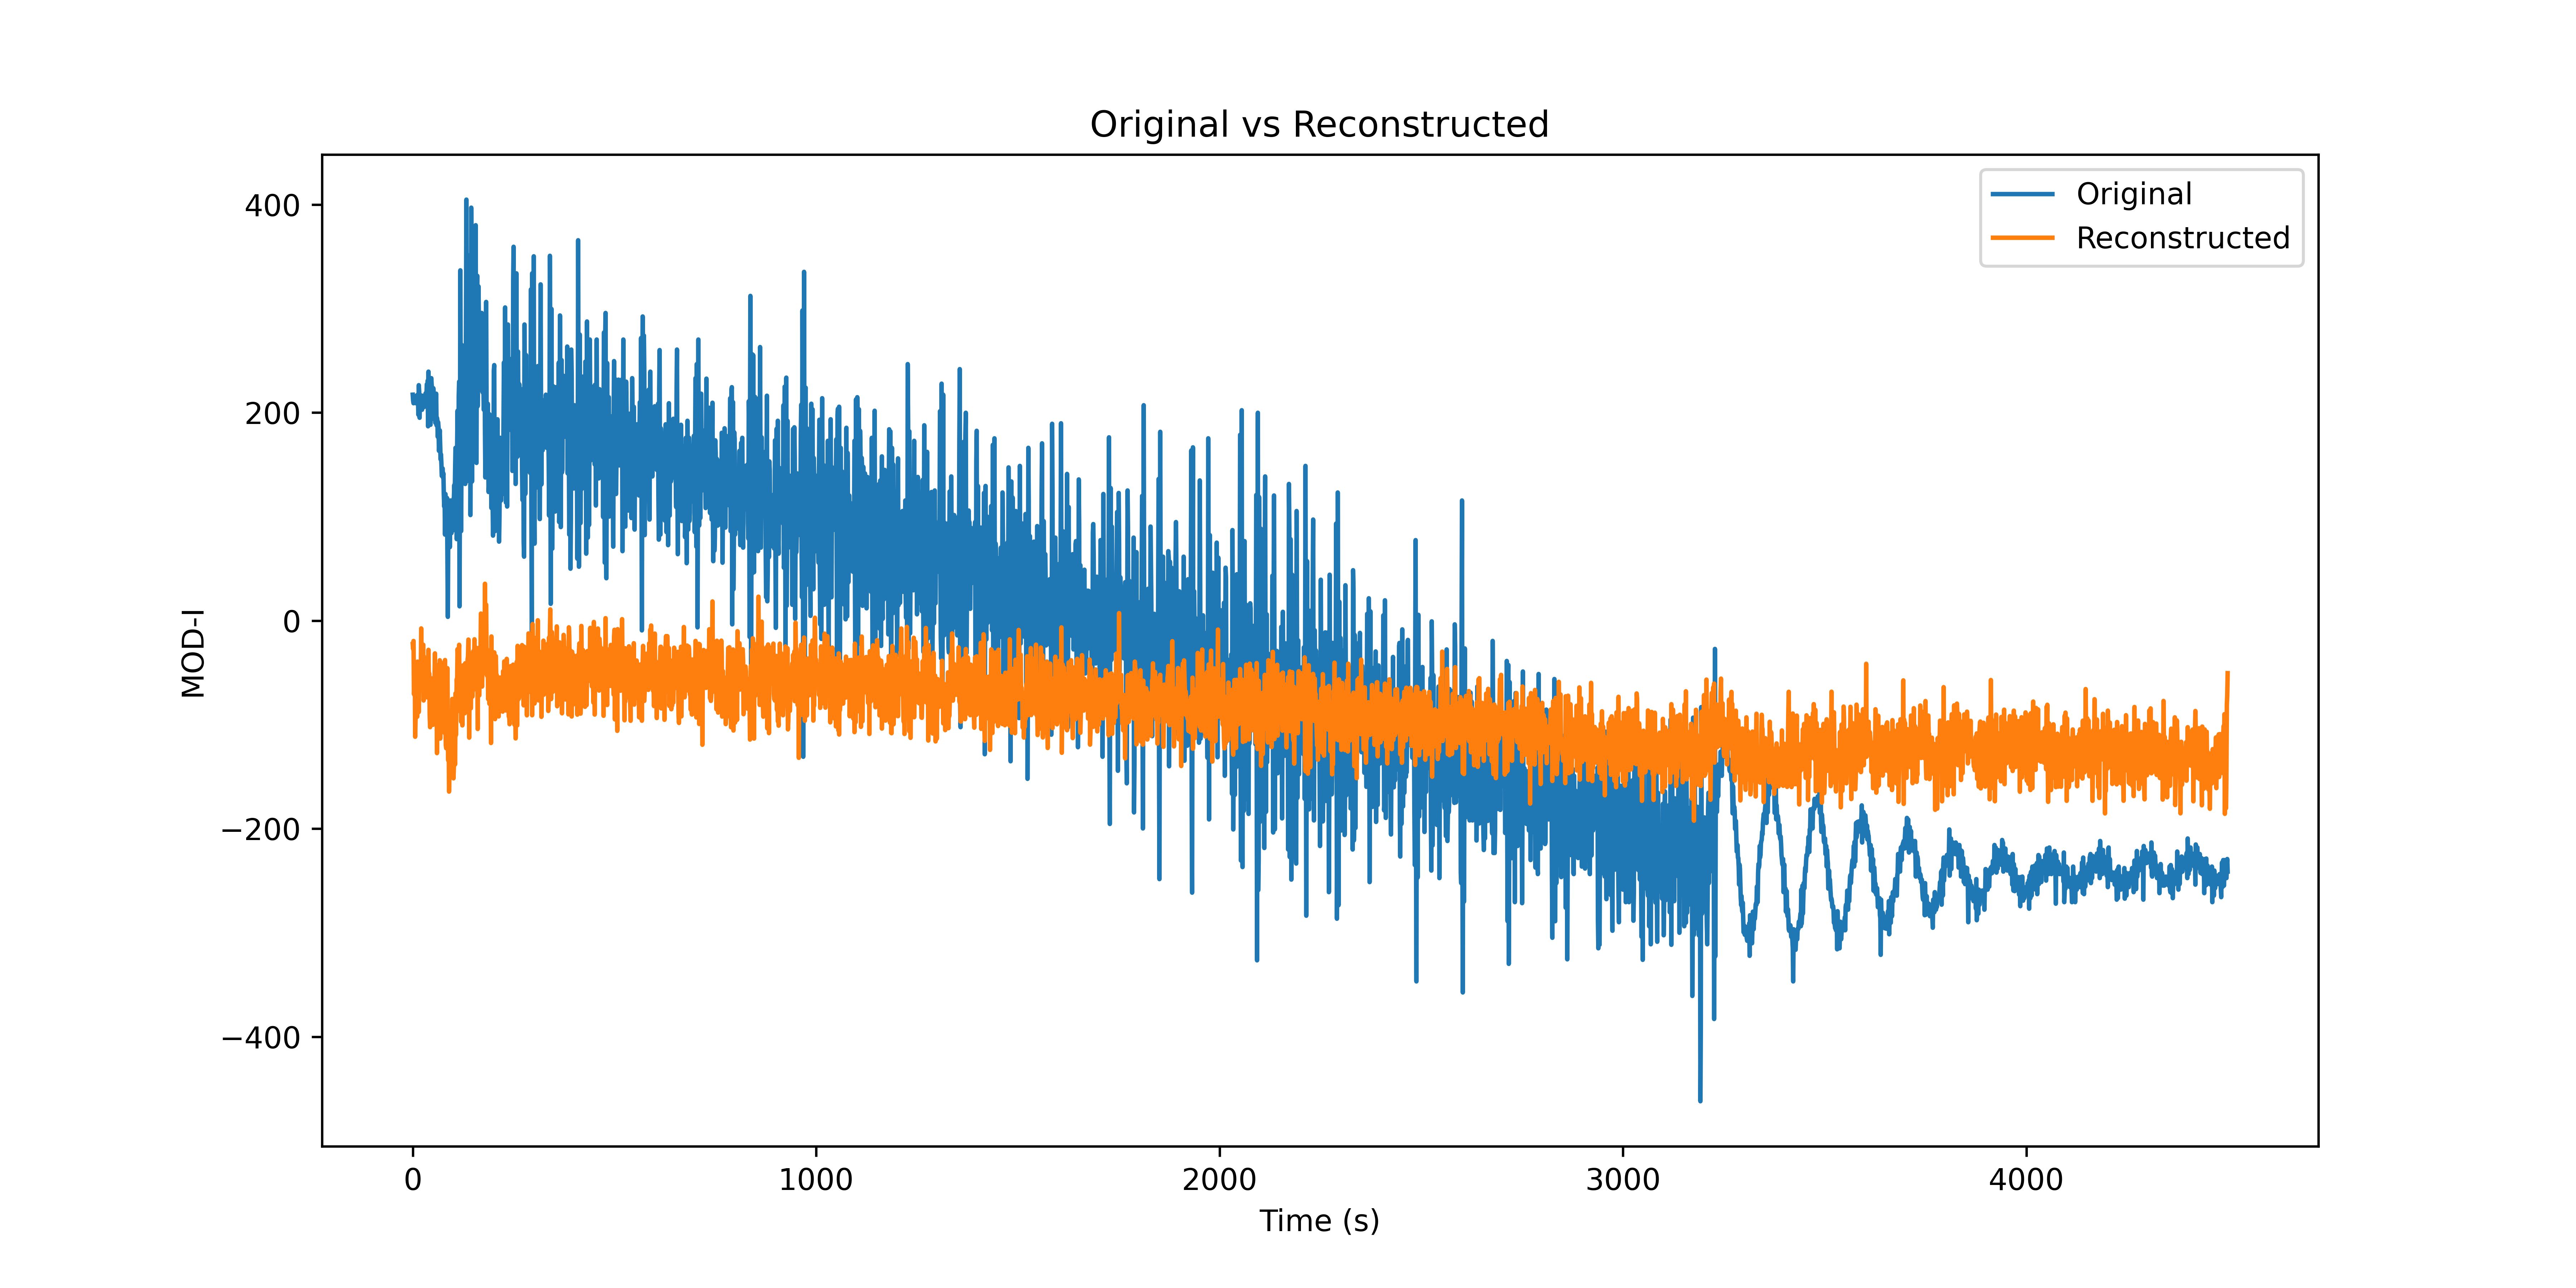 Original vs Reconstructed
Original
Reconstructed
MOD-I
400
200
0
−200
−400
0 1000 2000 3000 4000
Time (s)